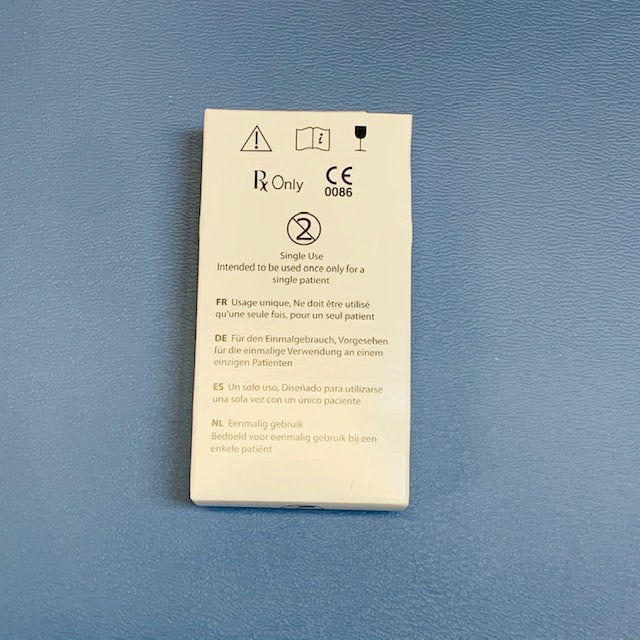 Rx Only CE
0086
2
Single Use
Intended to be used once only for a
single patient
FR Usage unique, Ne doit être utilisé
qu'une seule fois, pour un seul patient
DE Für den Einmalgebrauch, Vorgesehen
für die einmalige Verwendung an einem
einzigen Patienten
ES Un solo uso, Diseñado para utilizarse
una sola vez con un único paciente
NL Eenmalig gebruik
Bedoeld voor eenmalig gebruik bij een
enkele patiënt